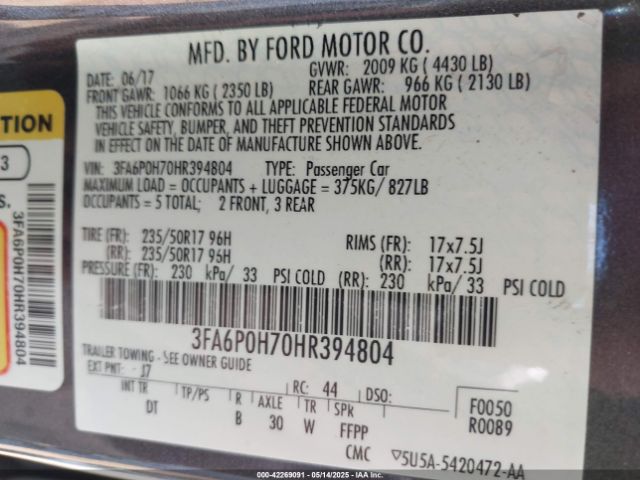 MFD. BY FORD MOTOR CO.
DATE: 06/17 GVWR: 2009 KG ( 4430 LB)
FRONT GAWR: 1066 KG ( 2350 LB) REAR GAWR: 966 KG ( 2130 LB)
THIS VEHICLE CONFORMS TO ALL APPLICABLE FEDERAL MOTOR
VEHICLE SAFETY, BUMPER, AND THEFT PREVENTION STANDARDS
IN EFFECT ON THE DATE OF MANUFACTURE SHOWN ABOVE.
VIN: 3FA6P0H70HR394804 TYPE: Passenger Car
MAXIMUM LOAD = OCCUPANTS + LUGGAGE = 375KG/ 827LB
OCCUPANTS = 5 TOTAL; 2 FRONT, 3 REAR
TIRE (FR): 235/50R17 96H RIMS (FR): 17x7.5J
(RR): 235/50R17 96H (RR): 17x7.5J
PRESSURE (FR): 230 kPa/ 33 PSI COLD (RR): 230 kPa/ 33 PSI COLD
3FA6P0H70HR394804
TRAILER TOWING - SEE OWNER GUIDE
EXT PNT: J7 RC: 44 DSO:
INT TR TP/PS R AXLE TR SPK F0050
DT B 30 W FFPP R0089
CMC ▽5U5A-5420472-AA
TION
3
S.
3FA6P0H70HR394804
IAA - 42269091 - 05/14/2025 - IAAI.COM